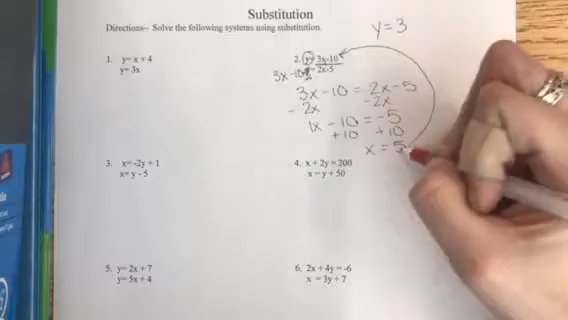 Substitution
Directions– Solve the following systems using substitution.
y = 3
1. y= x + 4
y= 3x
2. y= 3x-10
3x-10= 2x-5
3x - 10 = 2x - 5
- 2x - 2x
1x - 10 = -5
+10 +10
x = 5
3. x= -2y + 1
x= y - 5
4. x + 2y = 200
x = y + 50
5. y= 2x + 7
y= 5x + 4
6. 2x + 4y = -6
x = 3y + 7